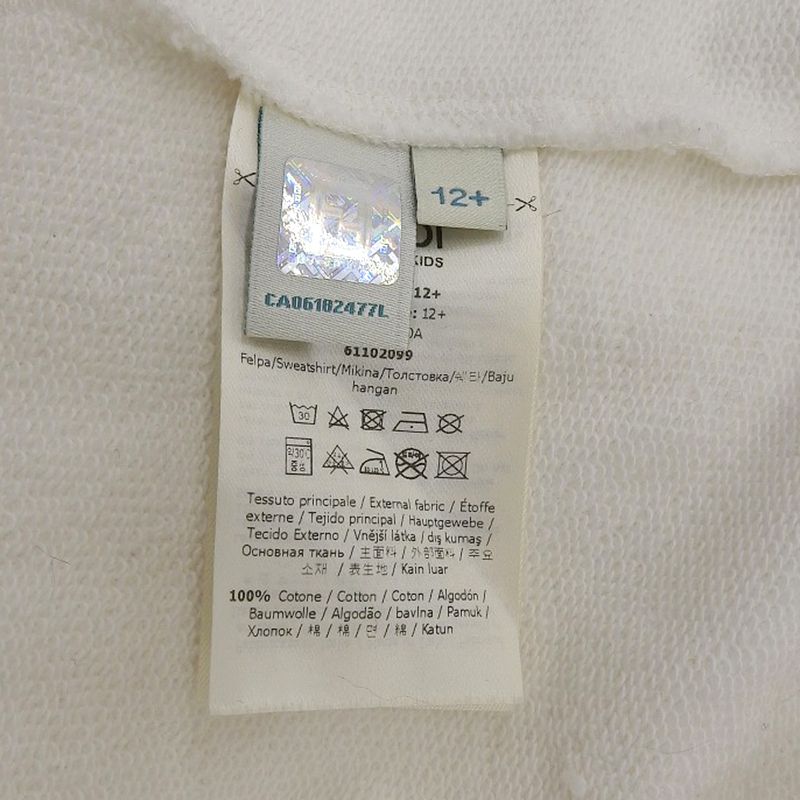 12+
CA06182477L
KIDS
12+
: 12+
0A
61102099
Felpa/Sweatshirt/Mikina/Толстовка/쉐타/Baju
hangan
30
Tessuto principale / External fabric / Étoffe
externe / Tejido principal / Hauptgewebe /
Tecido Externo / Vnější látka / dış kumaş /
Основная ткань / 主面料 / 外部面料 / 주요
소재 / 表生地 / Kain luar
100% Cotone / Cotton / Coton / Algodón /
Baumwolle / Algodão / bavlna / Pamuk /
Хлопок / 棉 / 棉 / 면 / 綿 / Katun